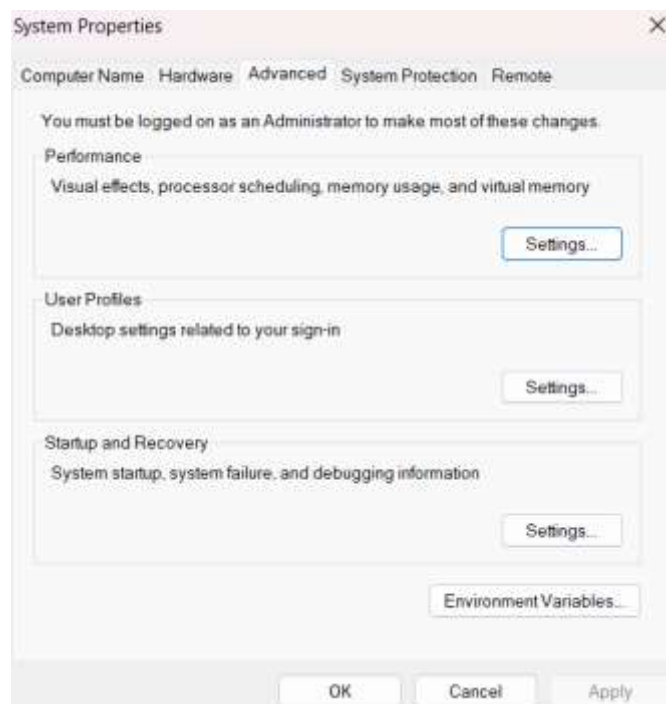 System Properties
Computer Name Hardware Advanced System Protection Remote
You must be logged on as an Administrator to make most of these changes.
Performance
Visual effects, processor scheduling, memory usage, and virtual memory
Settings...
User Profiles
Desktop settings related to your sign-in
Settings...
Startup and Recovery
System startup, system failure, and debugging information
Settings...
Environment Variables...
OK Cancel Apply